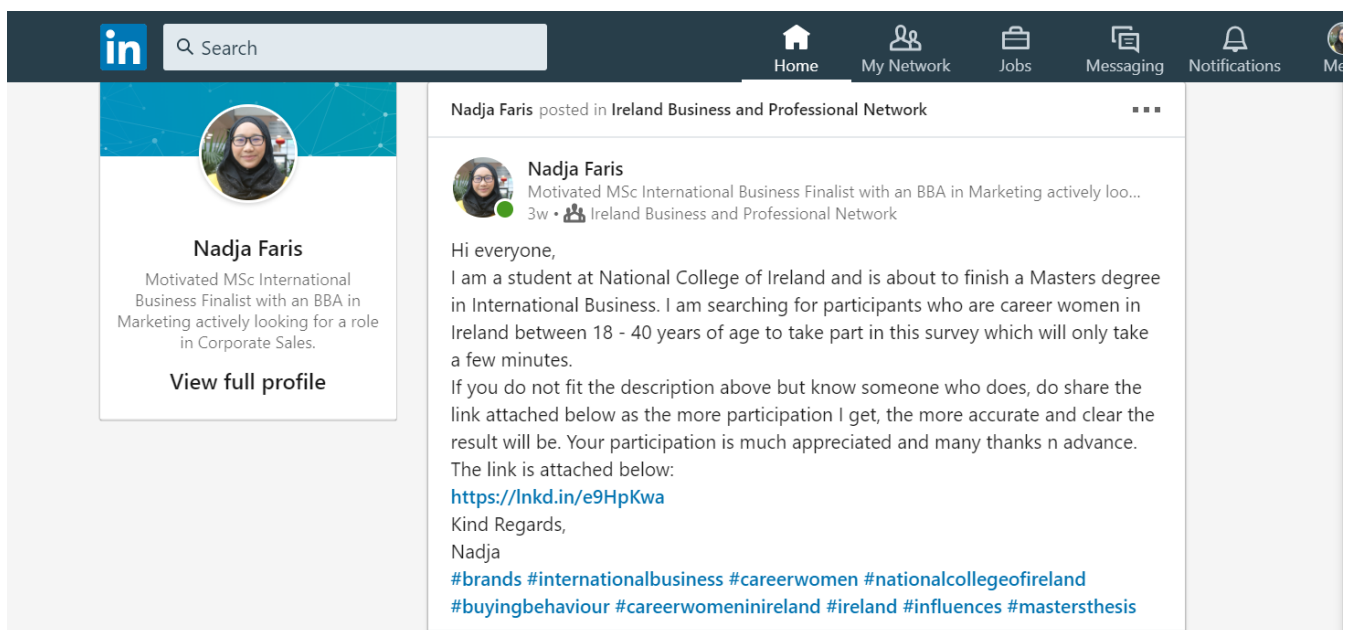 in
Search
Home
My Network
Jobs
Messaging
Notifications
Me
Nadja Faris
Motivated MSc International
Business Finalist with an BBA in
Marketing actively looking for a role
in Corporate Sales.
View full profile
Nadja Faris posted in Ireland Business and Professional Network
Nadja Faris
Motivated MSc International Business Finalist with an BBA in Marketing actively loo...
3w • Ireland Business and Professional Network
Hi everyone,
I am a student at National College of Ireland and is about to finish a Masters degree
in International Business. I am searching for participants who are career women in
Ireland between 18 - 40 years of age to take part in this survey which will only take
a few minutes.
If you do not fit the description above but know someone who does, do share the
link attached below as the more participation I get, the more accurate and clear the
result will be. Your participation is much appreciated and many thanks n advance.
The link is attached below:
https://lnkd.in/e9HpKwa
Kind Regards,
Nadja
#brands #internationalbusiness #careerwomen #nationalcollegeofireland
#buyingbehaviour #careerwomeninireland #ireland #influences #mastersthesis